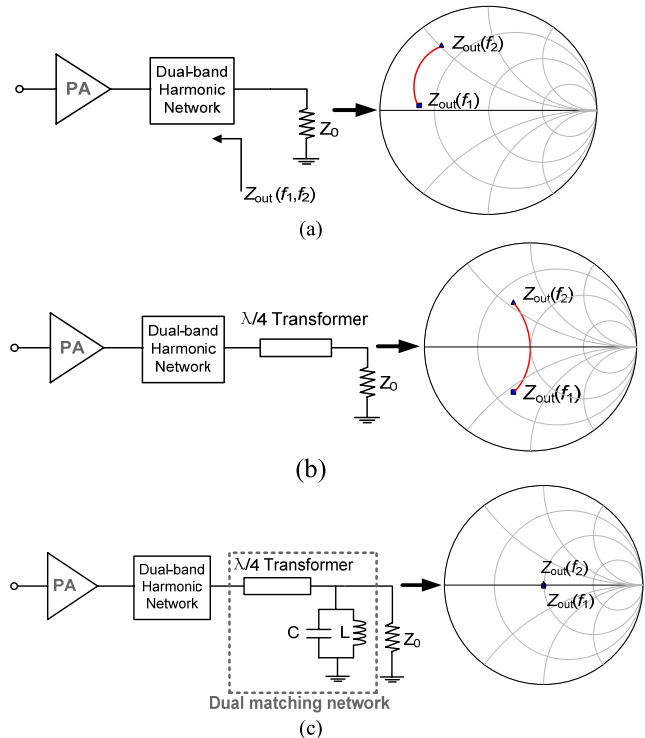 PA
Dual-band
Harmonic
Network
Z0
Zout (f1,f2)
Zout(f2)
Zout(f1)
(a)
PA
Dual-band
Harmonic
Network
λ/4 Transformer
Z0
Zout(f2)
Zout(f1)
(b)
PA
Dual-band
Harmonic
Network
λ/4 Transformer
C
L
Z0
Dual matching network
Zout(f2)
Zout(f1)
(c)